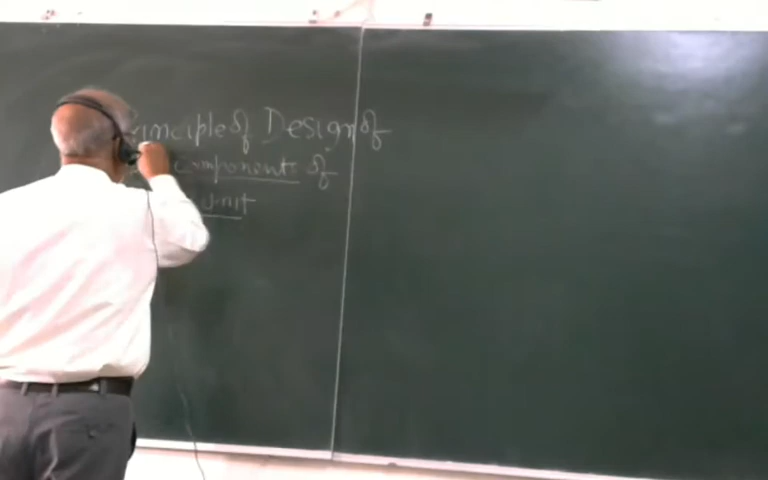 Principle of Design of
components of
unit